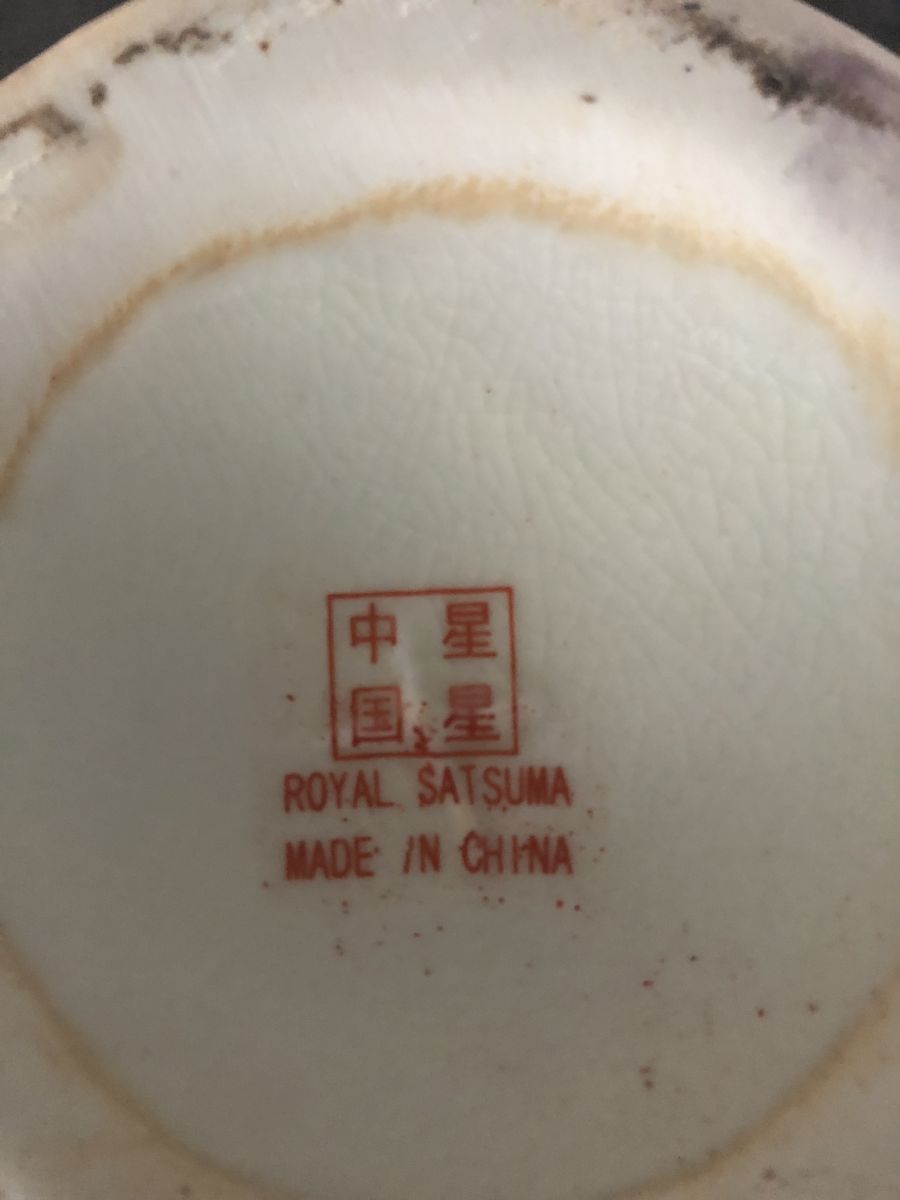 中 星
国 星
ROYAL SATSUMA
MADE IN CHINA